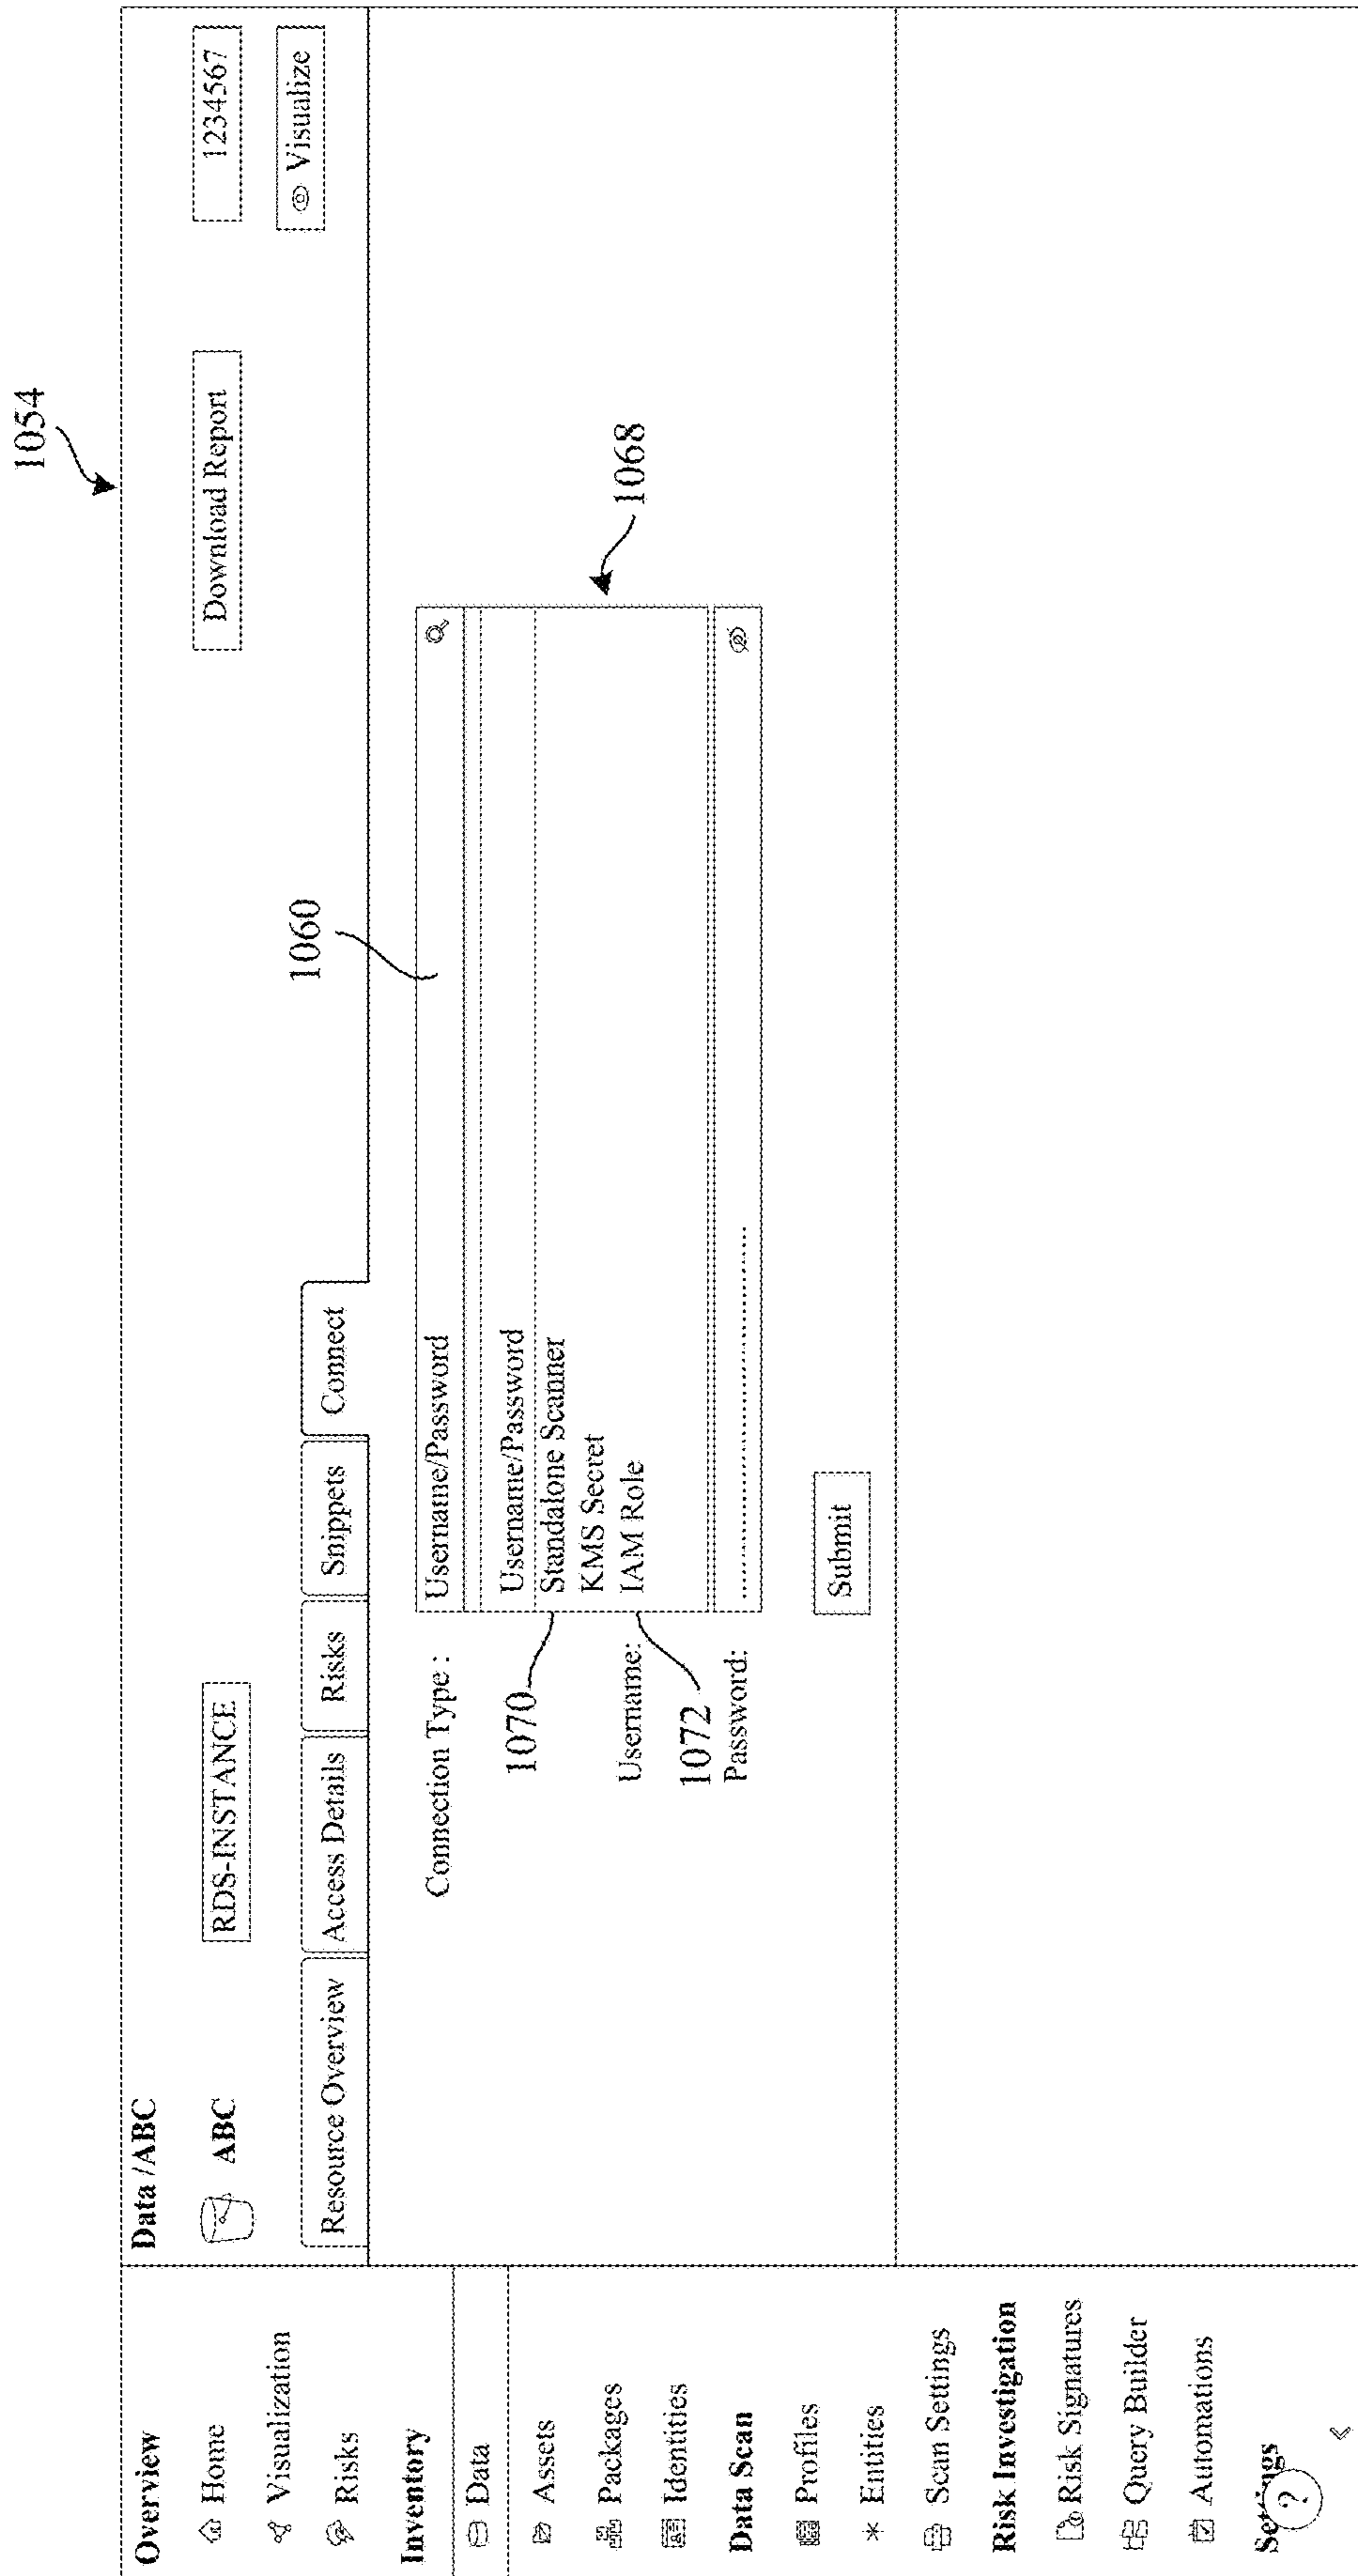 1054
Overview
Home
Visualization
Risks
Inventory
Data
Assets
Packages
Identities
Data Scan
Profiles
Entities
Scan Settings
Risk Investigation
Risk Signatures
Query Builder
Automations
Settings
?
Data /ABC
ABC
RDS-INSTANCE
Download Report
1234567
Visualize
Resource Overview
Access Details
Risks
Snippets
Connect
1060
Connection Type :
Username/Password
Username/Password
1070
Standalone Scanner
KMS Secret
IAM Role
1068
Username:
1072
Password:
Submit